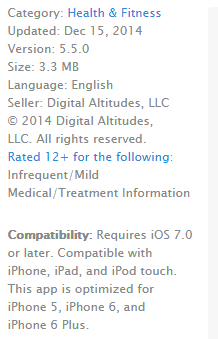 Category: Health & Fitness
Updated: Dec 15, 2014
Version: 5.5.0
Size: 3.3 MB
Language: English
Seller: Digital Altitudes, LLC
© 2014 Digital Altitudes,
LLC. All rights reserved.
Rated 12+ for the following:
Infrequent/Mild
Medical/Treatment Information
Compatibility: Requires iOS 7.0
or later. Compatible with
iPhone, iPad, and iPod touch.
This app is optimized for
iPhone 5, iPhone 6, and
iPhone 6 Plus.